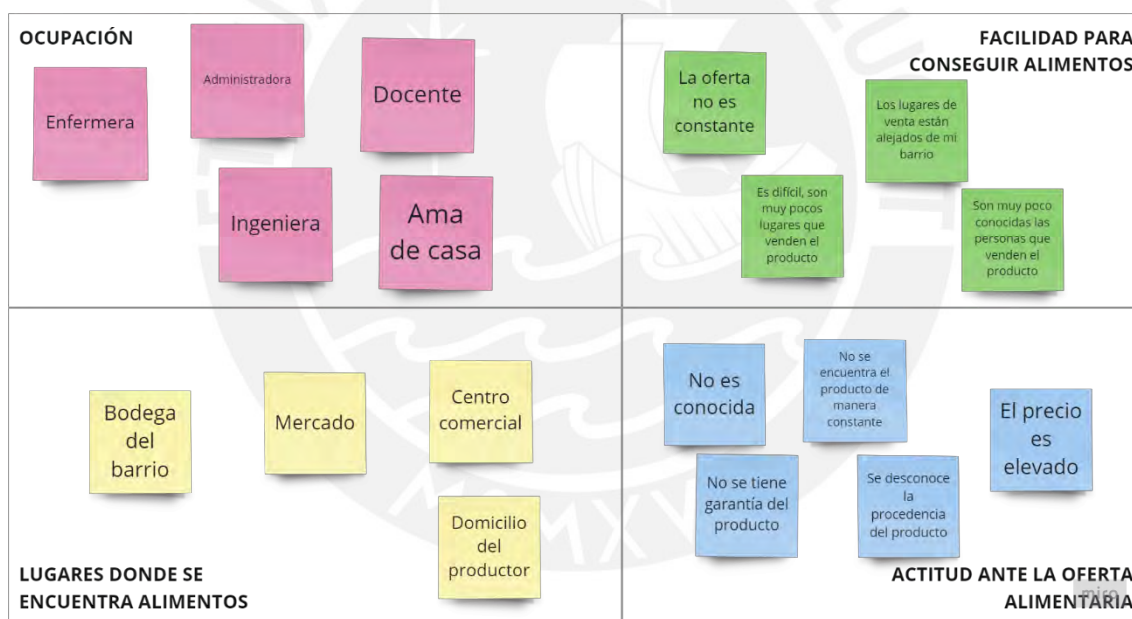 OCUPACIÓN
Enfermera
Administradora
Docente
Ingeniera
Ama
de casa
FACILIDAD PARA
CONSEGUIR ALIMENTOS
La oferta
no es
constante
Los lugares de
venta están
alejados de mi
barrio
Es difícil, son
muy pocos
lugares que
venden el
producto
Son muy poco
conocidas las
personas que
venden el
producto
Bodega
del
barrio
Mercado
Centro
comercial
Domicilio
del
productor
LUGARES DONDE SE
ENCUENTRA ALIMENTOS
No es
conocida
No se
encuentra el
producto de
manera
constante
El precio
es
elevado
No se tiene
garantía del
producto
Se desconoce
la
procedencia
del producto
ACTITUD ANTE LA OFERTA
ALIMENTARIA
miro